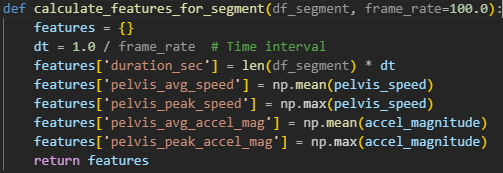 def calculate_features_for_segment(df_segment, frame_rate=100.0):
    features = {}
    dt = 1.0 / frame_rate  # Time interval
    features['duration_sec'] = len(df_segment) * dt
    features['pelvis_avg_speed'] = np.mean(pelvis_speed)
    features['pelvis_peak_speed'] = np.max(pelvis_speed)
    features['pelvis_avg_accel_mag'] = np.mean(accel_magnitude)
    features['pelvis_peak_accel_mag'] = np.max(accel_magnitude)
    return features